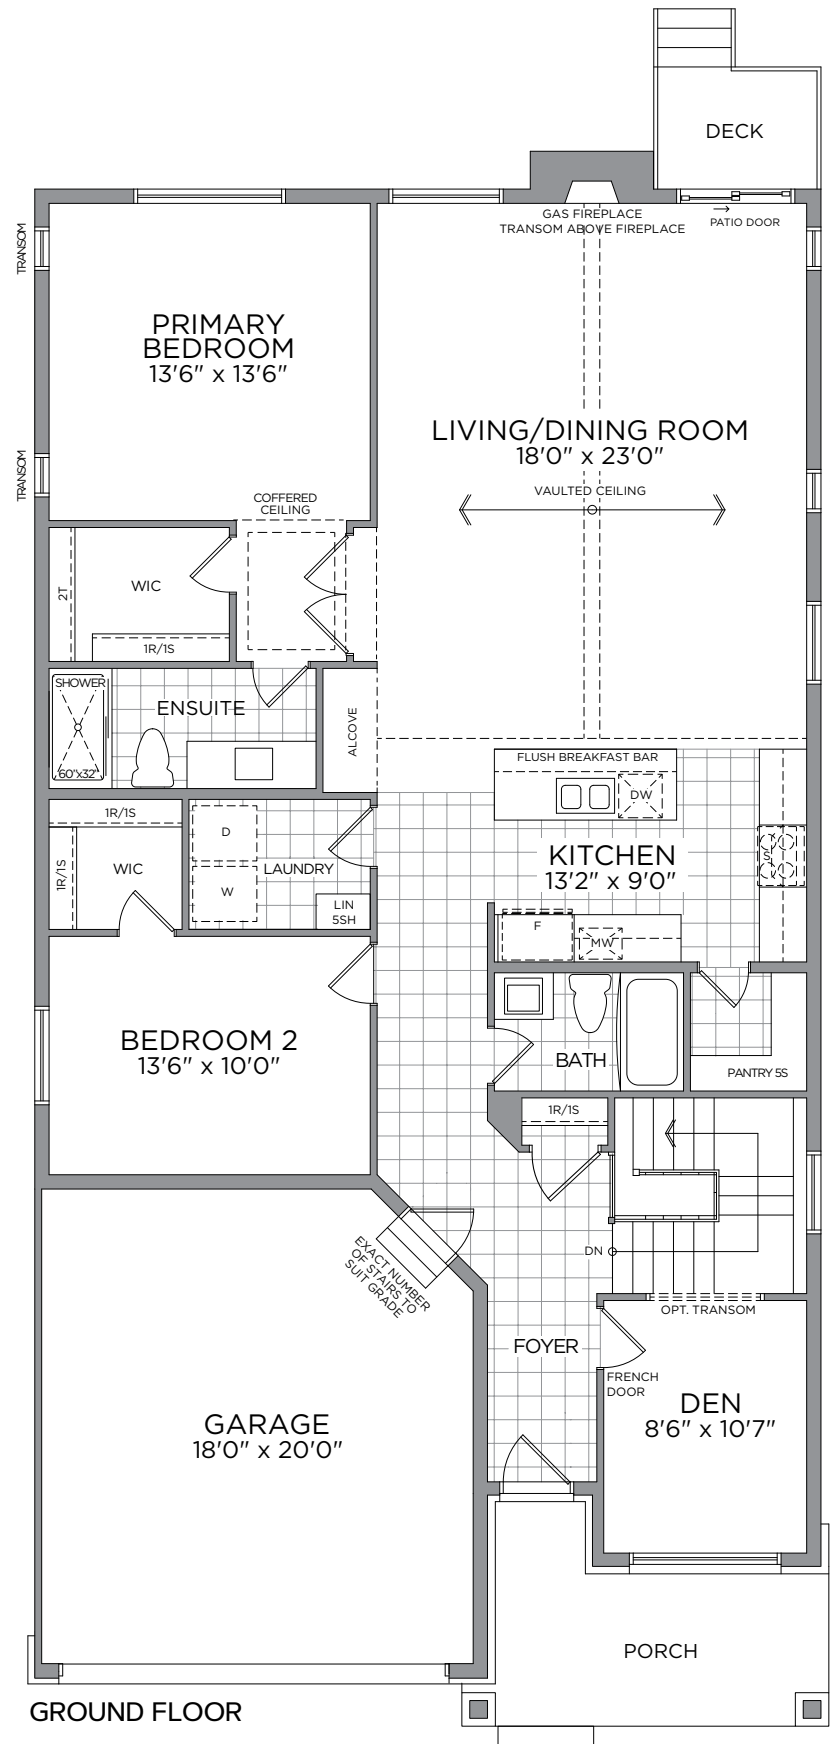 DECK
GAS FIREPLACE
TRANSOM ABOVE FIREPLACE
PATIO DOOR
TRANSOM
PRIMARY
BEDROOM
13'6" x 13'6"
LIVING/DINING ROOM
18'0" x 23'0"
TRANSOM
VAULTED CEILING
COFFERED
CEILING
2T
WIC
1R/1S
SHOWER
60"x32"
ENSUITE
ALCOVE
FLUSH BREAKFAST BAR
DW
1R/1S
1R/1S
WIC
D
W
LAUNDRY
LIN
5SH
KITCHEN
13'2" x 9'0"
S
F
MW
BEDROOM 2
13'6" x 10'0"
BATH
PANTRY 5S
1R/1S
DN
EXACT NUMBER
OF STAIRS TO
SUIT GRADE
OPT. TRANSOM
FOYER
FRENCH
DOOR
DEN
8'6" x 10'7"
GARAGE
18'0" x 20'0"
PORCH
GROUND FLOOR